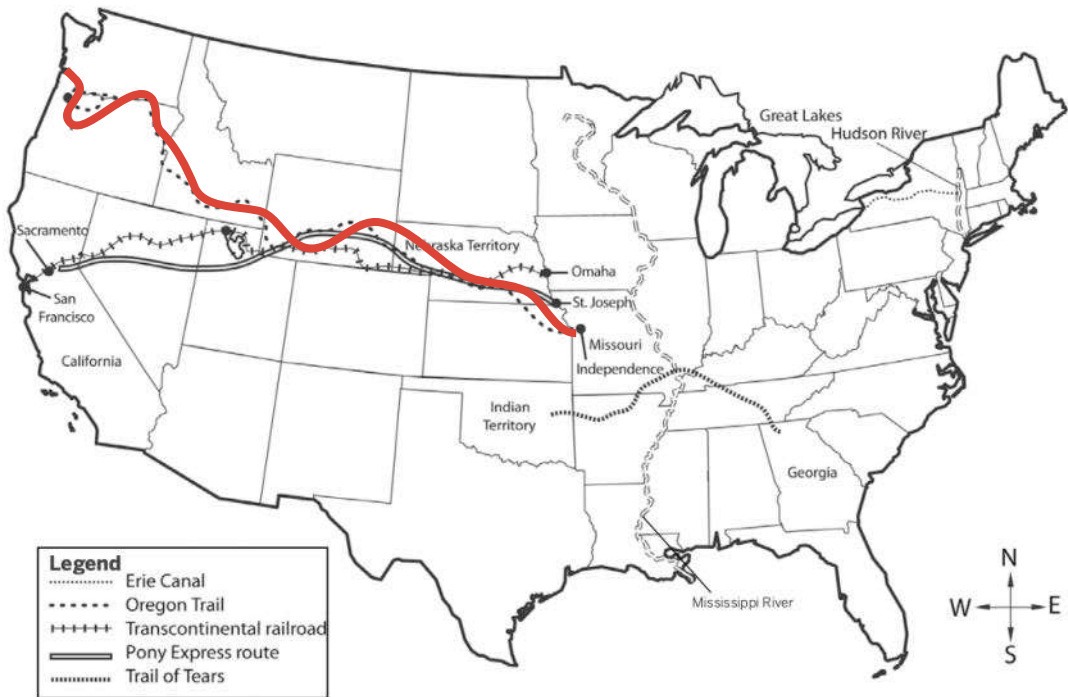 Great Lakes
Hudson River
Sacramento
Nebraska Territory
Omaha
San
Francisco
St. Joseph
Missouri
California
Independence
Indian
Territory
Georgia
Legend
Erie Canal
Oregon Trail
Transcontinental railroad
Pony Express route
Trail of Tears
Mississippi River
N
W
E
S